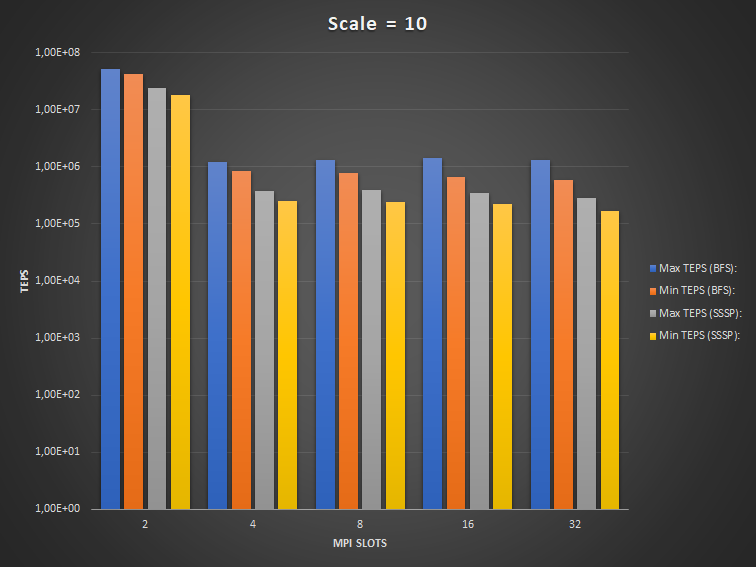 Scale = 10
1,00E+08
1,00E+07
1,00E+06
1,00E+05
1,00E+04
1,00E+03
1,00E+02
1,00E+01
1,00E+00
TEPS
2 4 8 16 32
MPI SLOTS
Max TEPS (BFS):
Min TEPS (BFS):
Max TEPS (SSSP):
Min TEPS (SSSP):